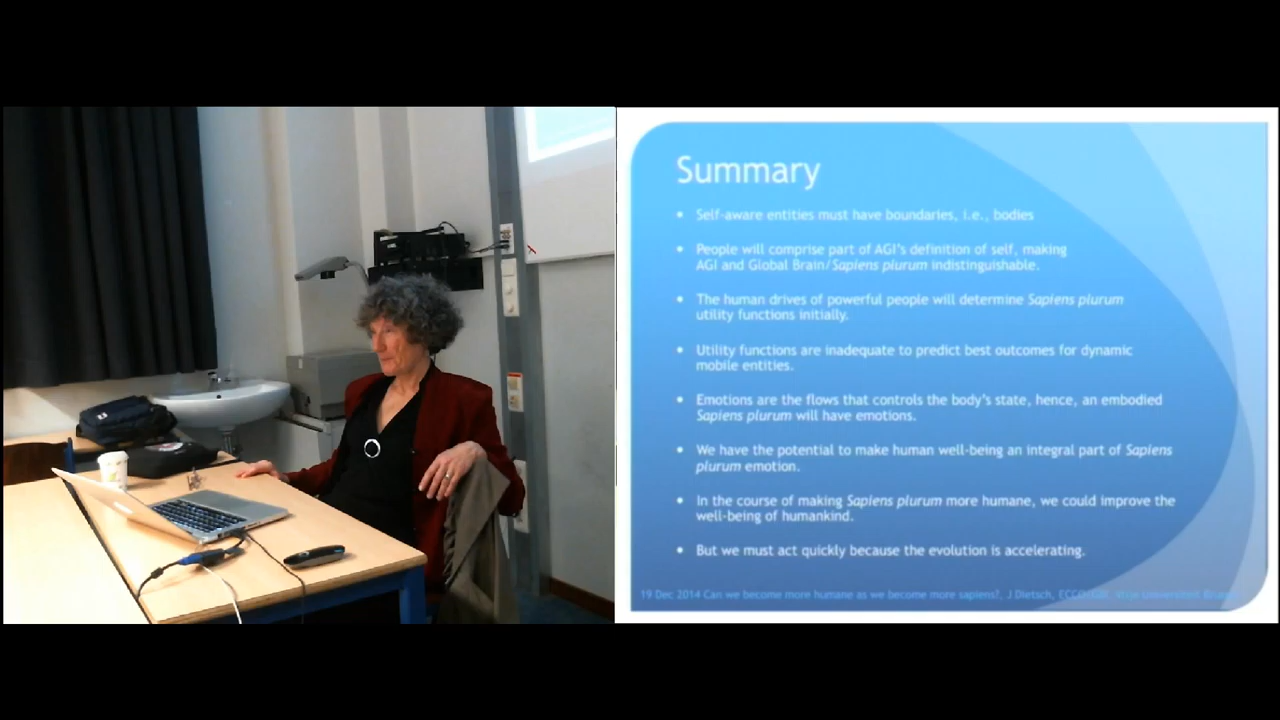 Summary
• Self-aware entities must have boundaries, i.e., bodies
• People will comprise part of AGI's definition of self, making
AGI and Global Brain/Sapiens plurum indistinguishable.
• The human drives of powerful people will determine Sapiens plurum
utility functions initially.
• Utility functions are inadequate to predict best outcomes for dynamic
mobile entities.
• Emotions are the flows that controls the body's state, hence, an embodied
Sapiens plurum will have emotions.
• We have the potential to make human well-being an integral part of Sapiens
plurum emotion.
• In the course of making Sapiens plurum more humane, we could improve the
well-being of humankind.
• But we must act quickly because the evolution is accelerating.
19 Dec 2014 Can we become more humane as we become more sapiens?, J Dietsch,